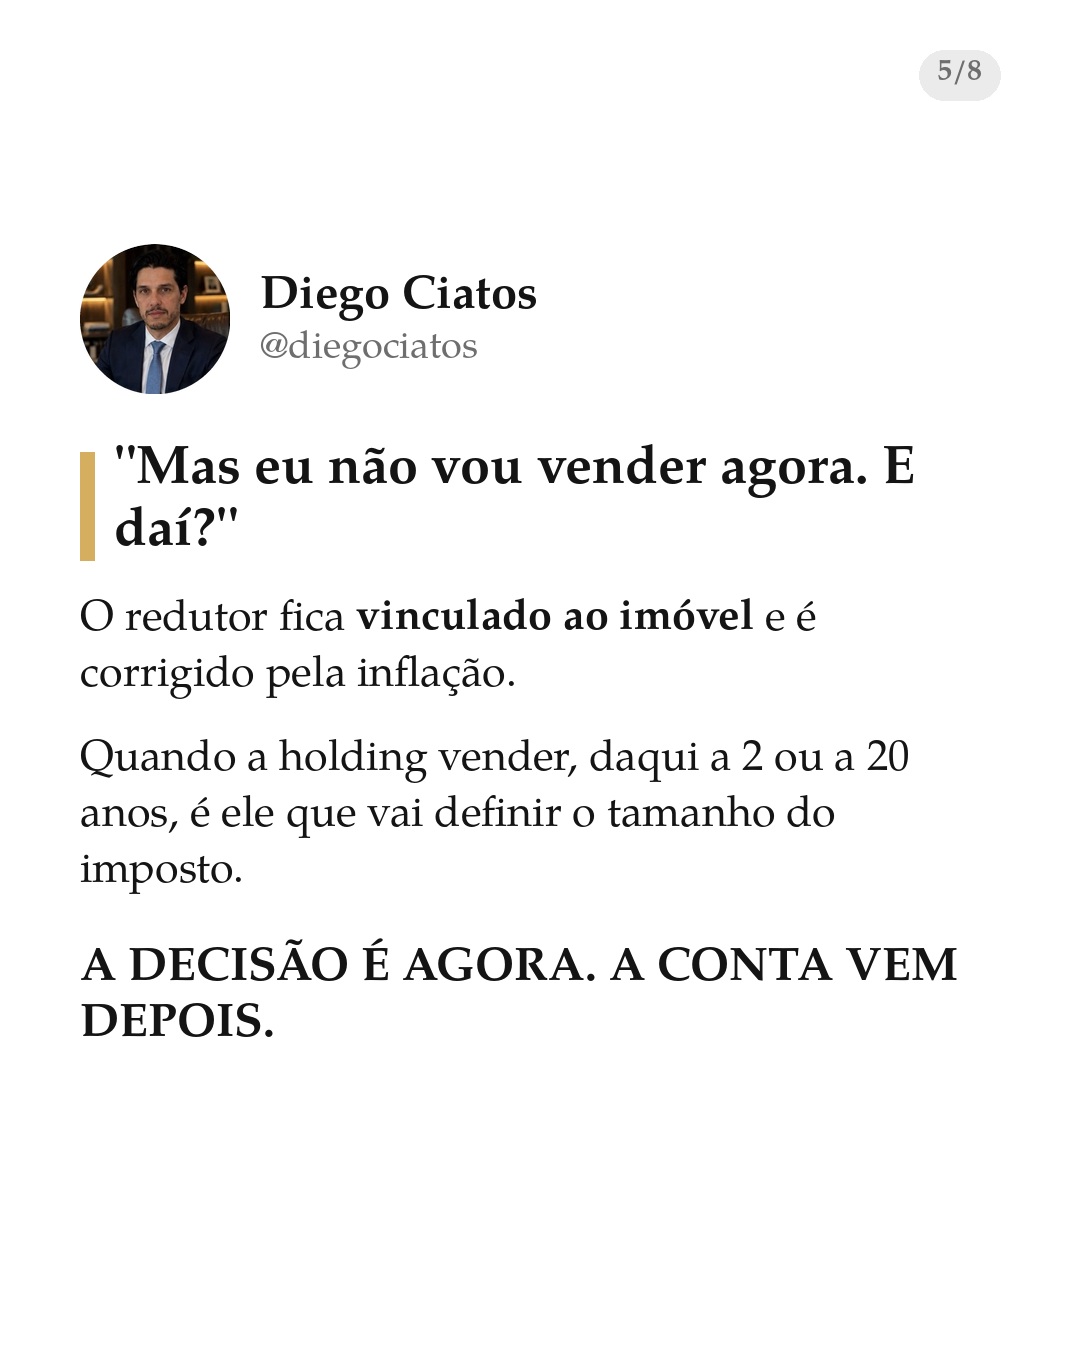 5/8
Diego Ciatos
@diegociatos
"Mas eu não vou vender agora. E
daí?"
O redutor fica vinculado ao imóvel e é
corrigido pela inflação.
Quando a holding vender, daqui a 2 ou a 20
anos, é ele que vai definir o tamanho do
imposto.
A DECISÃO É AGORA. A CONTA VEM
DEPOIS.